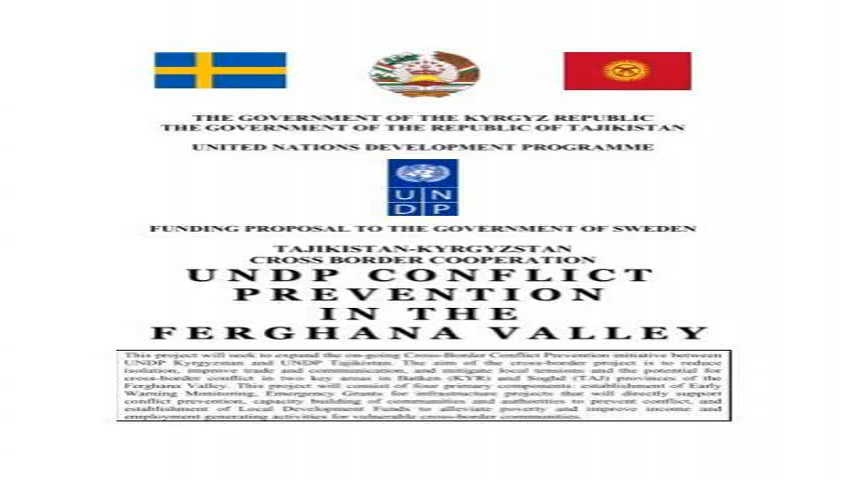 THE GOVERNMENT OF THE KYRGYZ REPUBLIC
THE GOVERNMENT OF THE REPUBLIC OF TAJIKISTAN
UNITED NATIONS DEVELOPMENT PROGRAMME
U N
D P
FUNDING PROPOSAL TO THE GOVERNMENT OF SWEDEN
TAJIKISTAN-KYRGYZSTAN
CROSS BORDER COOPERATION
UNDP CONFLICT
PREVENTION
IN THE
FERGHANA VALLEY
This project will seek to expand the on-going Cross-Border Conflict Prevention initiative between
UNDP Kyrgyzstan and UNDP Tajikistan. The aim of the cross-border project is to reduce
isolation, improve trade and communication, and mitigate local tensions and the potential for
cross-border conflict in two key areas in Batken (KYR) and Soghd (TAJ) provinces of the
Ferghana Valley. This project will consist of four primary components: establishment of Early
Warning Monitoring, Emergency Grants for infrastructure projects that will directly support
conflict prevention, capacity building of communities and authorities to prevent conflict, and
establishment of Local Development Funds to alleviate poverty and improve income and
employment generating activities for vulnerable cross-border communities.